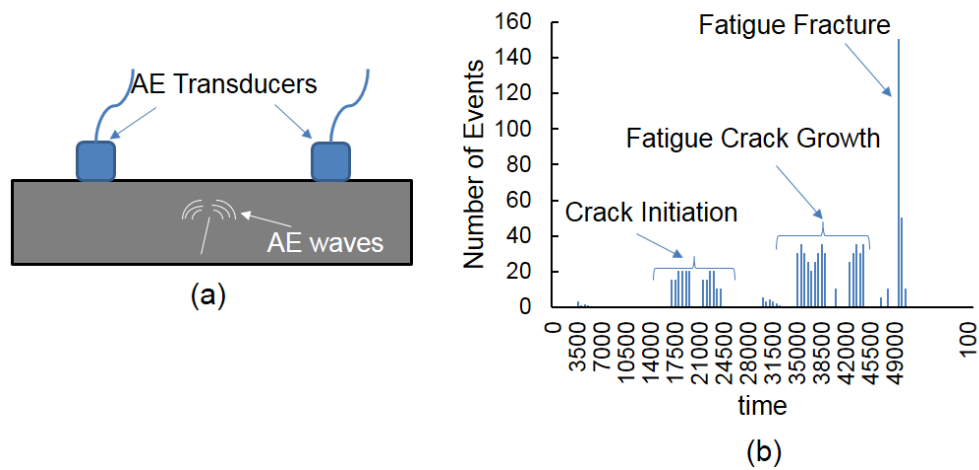 AE Transducers
AE waves
(a)
Number of Events
160
140
120
100
80
60
40
20
0
Fatigue Fracture
Fatigue Crack Growth
Crack Initiation
0
3500
7000
10500
14000
17500
21000
24500
28000
31500
35000
38500
42000
45500
49000
100
time
(b)